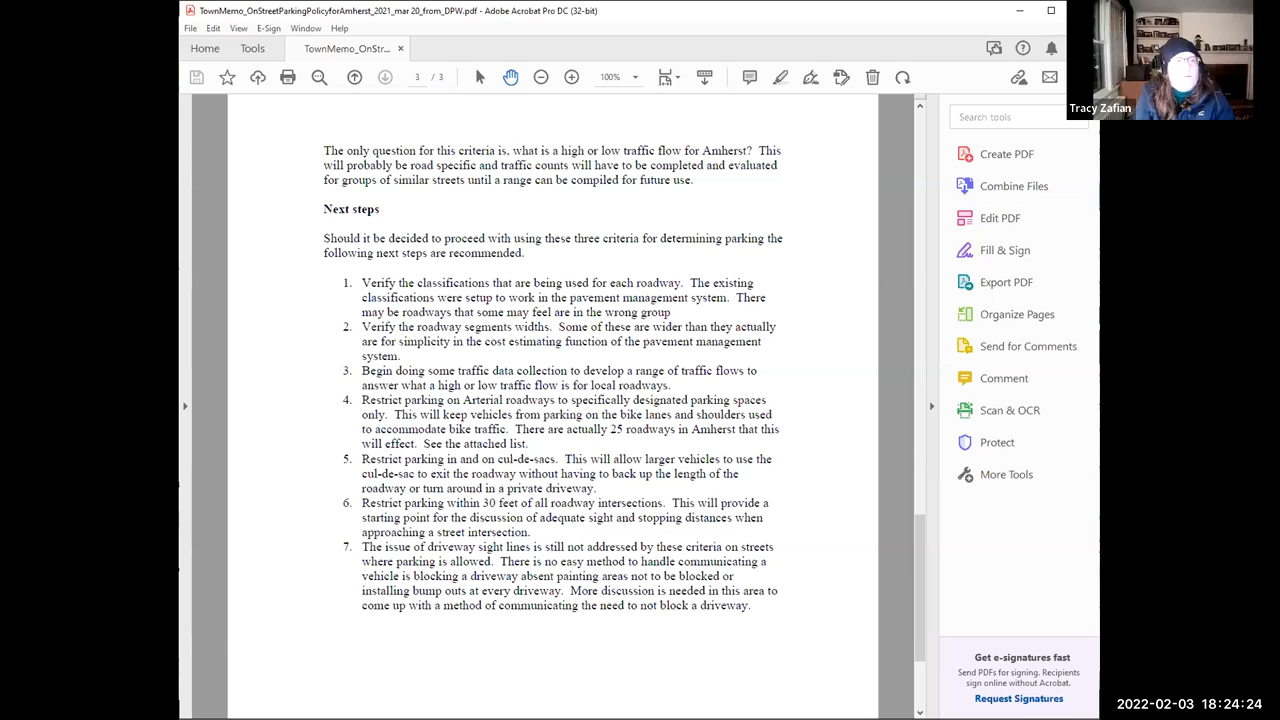 TownMemo_OnStreetParkingPolicyforAmherst_2021_mar 20_from_DPW.pdf - Adobe Acrobat Pro DC (32-bit)
File Edit View E-Sign Window Help
Home Tools TownMemo_OnStr... ×
3 / 3 100%
Tracy Zafian
Search tools
Create PDF
Combine Files
Edit PDF
Fill & Sign
Export PDF
Organize Pages
Send for Comments
Comment
Scan & OCR
Protect
More Tools
Get e-signatures fast
Send PDFs for signing. Recipients
sign online without Acrobat.
Request Signatures
The only question for this criteria is, what is a high or low traffic flow for Amherst? This
will probably be road specific and traffic counts will have to be completed and evaluated
for groups of similar streets until a range can be compiled for future use.
Next steps
Should it be decided to proceed with using these three criteria for determining parking the
following next steps are recommended.
1. Verify the classifications that are being used for each roadway. The existing
classifications were setup to work in the pavement management system. There
may be roadways that some may feel are in the wrong group
2. Verify the roadway segments widths. Some of these are wider than they actually
are for simplicity in the cost estimating function of the pavement management
system.
3. Begin doing some traffic data collection to develop a range of traffic flows to
answer what a high or low traffic flow is for local roadways.
4. Restrict parking on Arterial roadways to specifically designated parking spaces
only. This will keep vehicles from parking on the bike lanes and shoulders used
to accommodate bike traffic. There are actually 25 roadways in Amherst that this
will effect. See the attached list.
5. Restrict parking in and on cul-de-sacs. This will allow larger vehicles to use the
cul-de-sac to exit the roadway without having to back up the length of the
roadway or turn around in a private driveway.
6. Restrict parking within 30 feet of all roadway intersections. This will provide a
starting point for the discussion of adequate sight and stopping distances when
approaching a street intersection.
7. The issue of driveway sight lines is still not addressed by these criteria on streets
where parking is allowed. There is no easy method to handle communicating a
vehicle is blocking a driveway absent painting areas not to be blocked or
installing bump outs at every driveway. More discussion is needed in this area to
come up with a method of communicating the need to not block a driveway.
2022-02-03 18:24:24